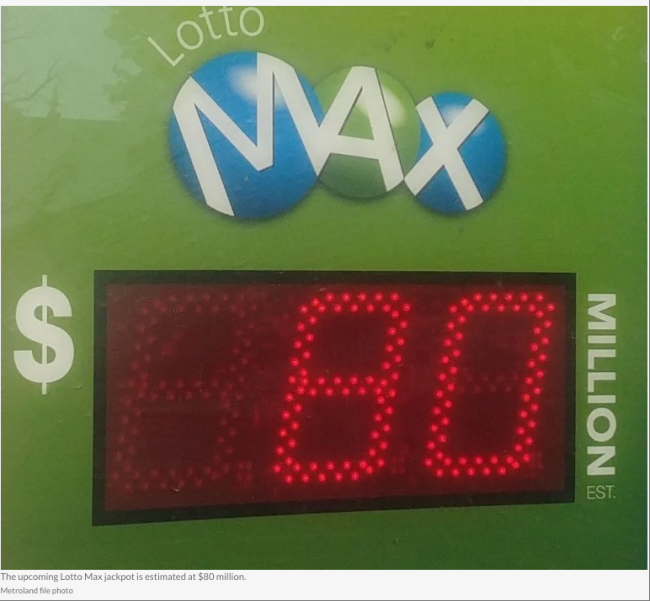 Lotto
MAX
$ 80 MILLION
EST.
The upcoming Lotto Max jackpot is estimated at $80 million.
Metroland file photo